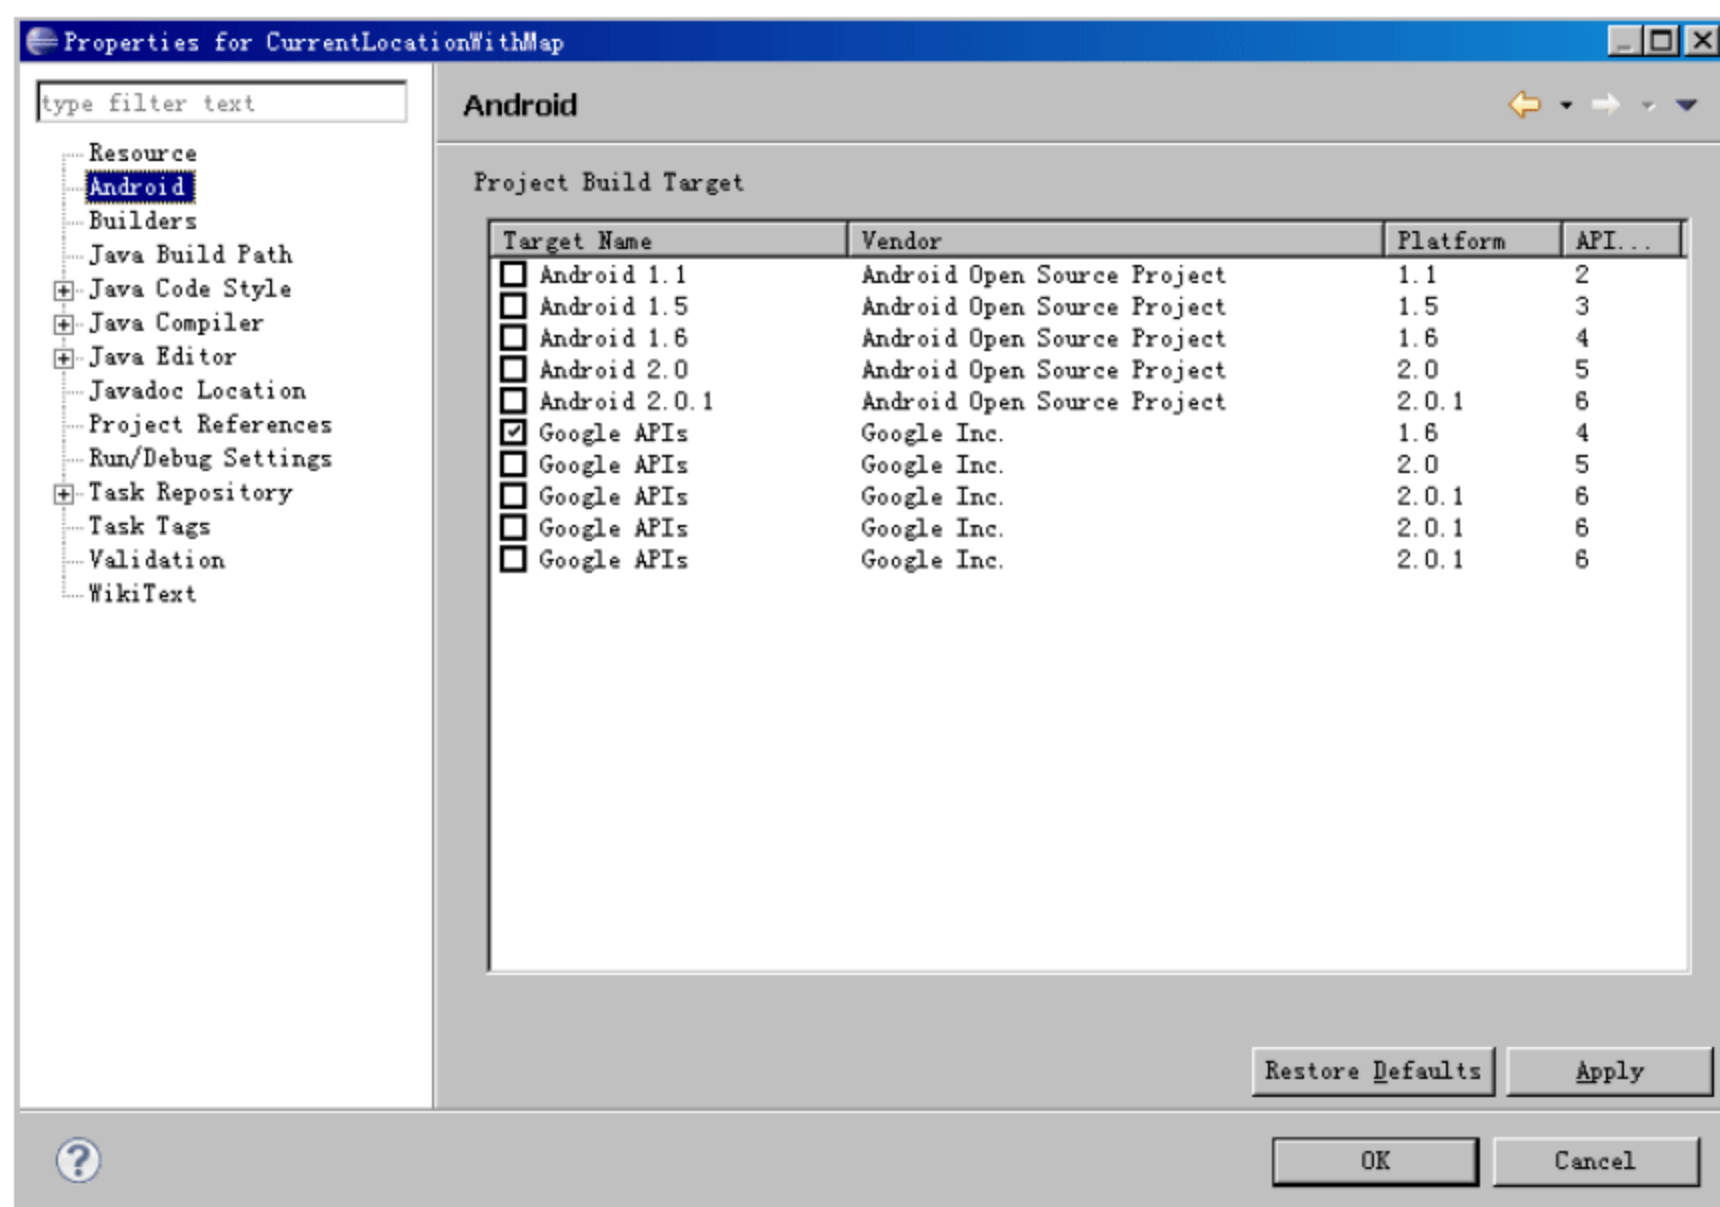 Properties for CurrentLocationWithMap
type filter text
Resource
Android
Builders
Java Build Path
Java Code Style
Java Compiler
Java Editor
Javadoc Location
Project References
Run/Debug Settings
Task Repository
Task Tags
Validation
WikiText
Android
Project Build Target
Target Name Vendor Platform API...
Android 1.1 Android Open Source Project 1.1 2
Android 1.5 Android Open Source Project 1.5 3
Android 1.6 Android Open Source Project 1.6 4
Android 2.0 Android Open Source Project 2.0 5
Android 2.0.1 Android Open Source Project 2.0.1 6
Google APIs Google Inc. 1.6 4
Google APIs Google Inc. 2.0 5
Google APIs Google Inc. 2.0.1 6
Google APIs Google Inc. 2.0.1 6
Google APIs Google Inc. 2.0.1 6
Restore Defaults Apply
OK Cancel